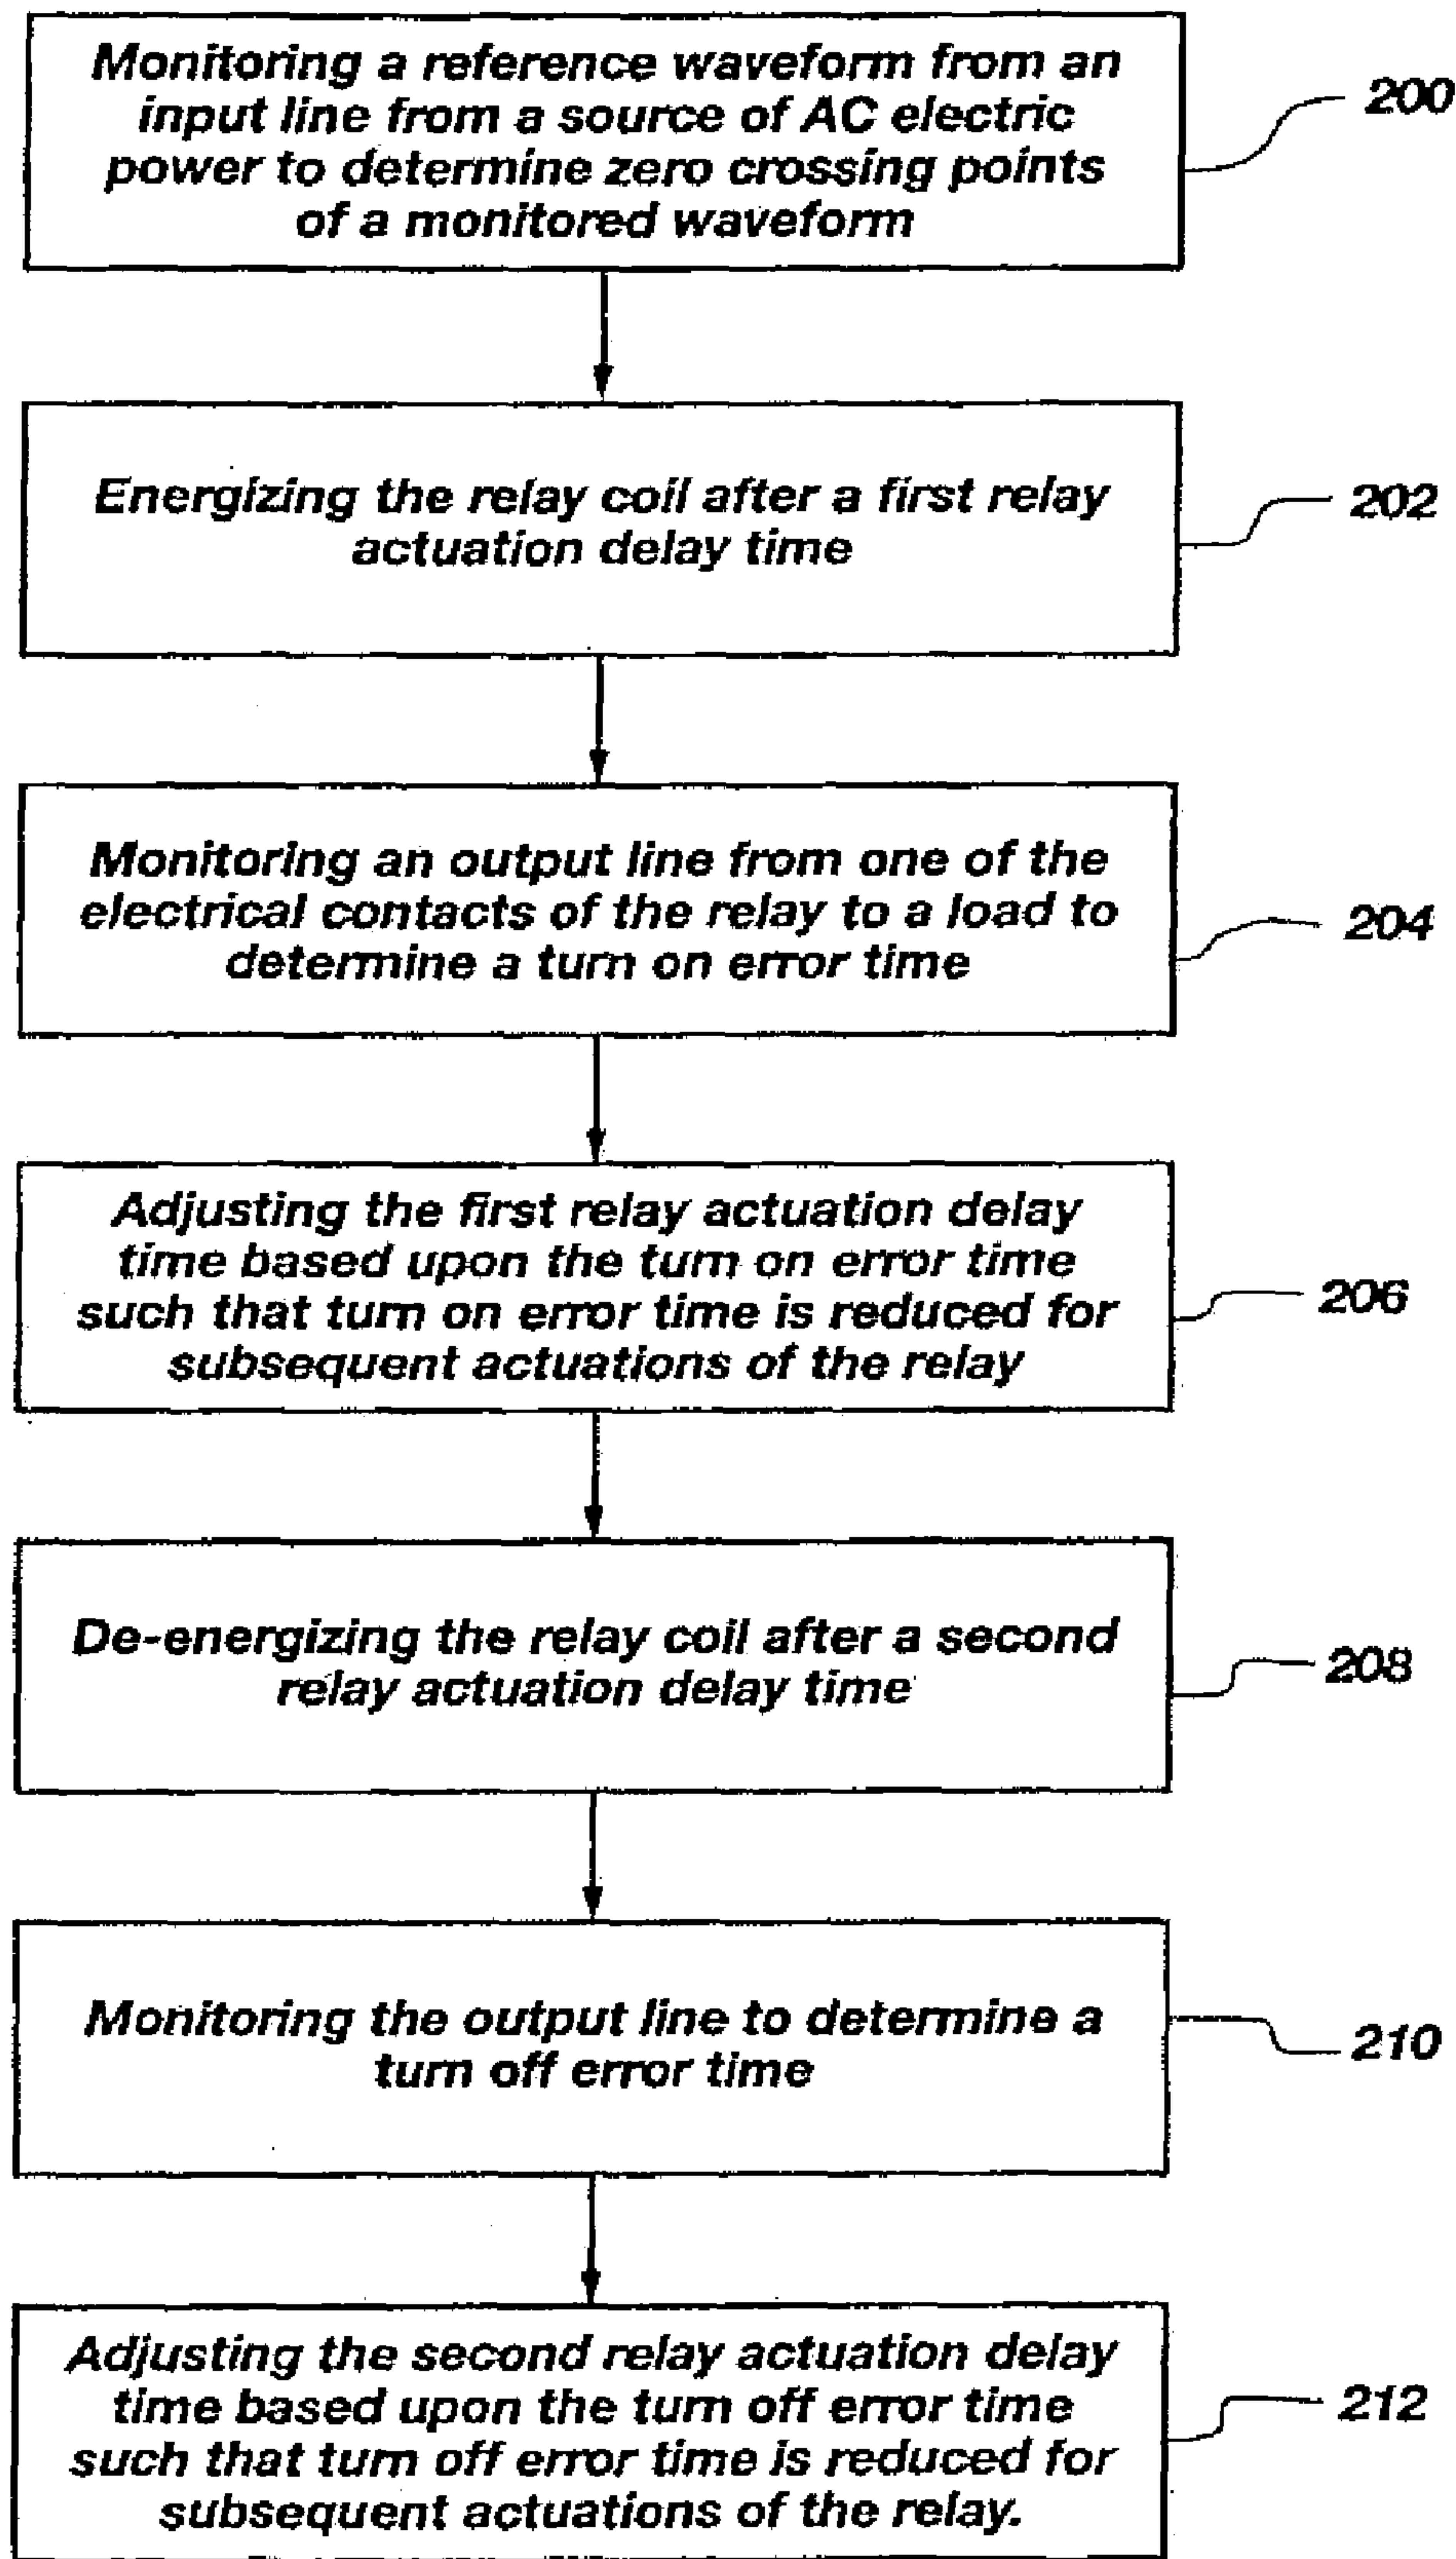 Monitoring a reference waveform from an
input line from a source of AC electric
power to determine zero crossing points
of a monitored waveform
200
Energizing the relay coil after a first relay
actuation delay time
202
Monitoring an output line from one of the
electrical contacts of the relay to a load to
determine a turn on error time
204
Adjusting the first relay actuation delay
time based upon the turn on error time
such that turn on error time is reduced for
subsequent actuations of the relay
206
De-energizing the relay coil after a second
relay actuation delay time
208
Monitoring the output line to determine a
turn off error time
210
Adjusting the second relay actuation delay
time based upon the turn off error time
such that turn off error time is reduced for
subsequent actuations of the relay.
212